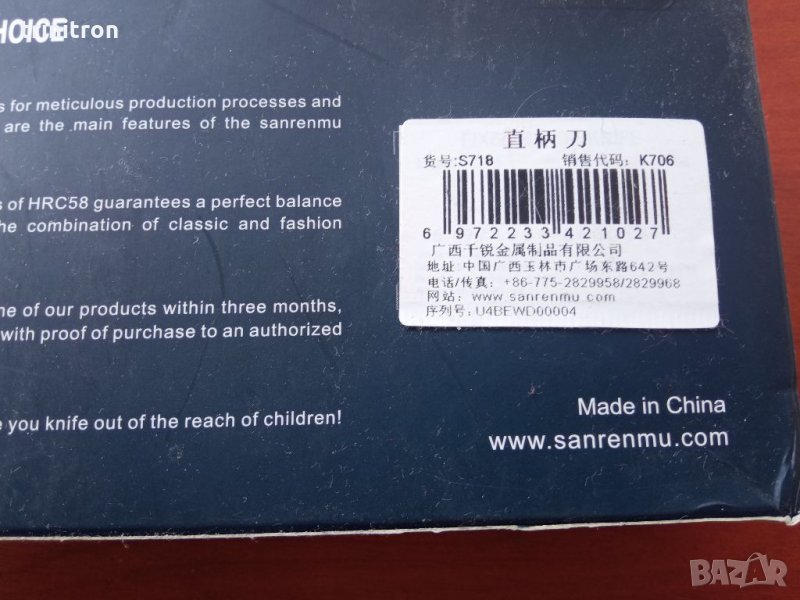 trinitron
HOICE
s for meticulous production processes and
are the main features of the sanrenmu
s of HRC58 guarantees a perfect balance
he combination of classic and fashion
ne of our products within three months,
with proof of purchase to an authorized
e you knife out of the reach of children!
直柄刀
货号:S718 销售代码: K706
6 972233 421027
广西千锐金属制品有限公司
地址:中国广西玉林市广场东路642号
电话/传真: +86-775-2829958/2829968
网站: www.sanrenmu.com
序列号: U4BEWD00004
Made in China
www.sanrenmu.com
BAZAR